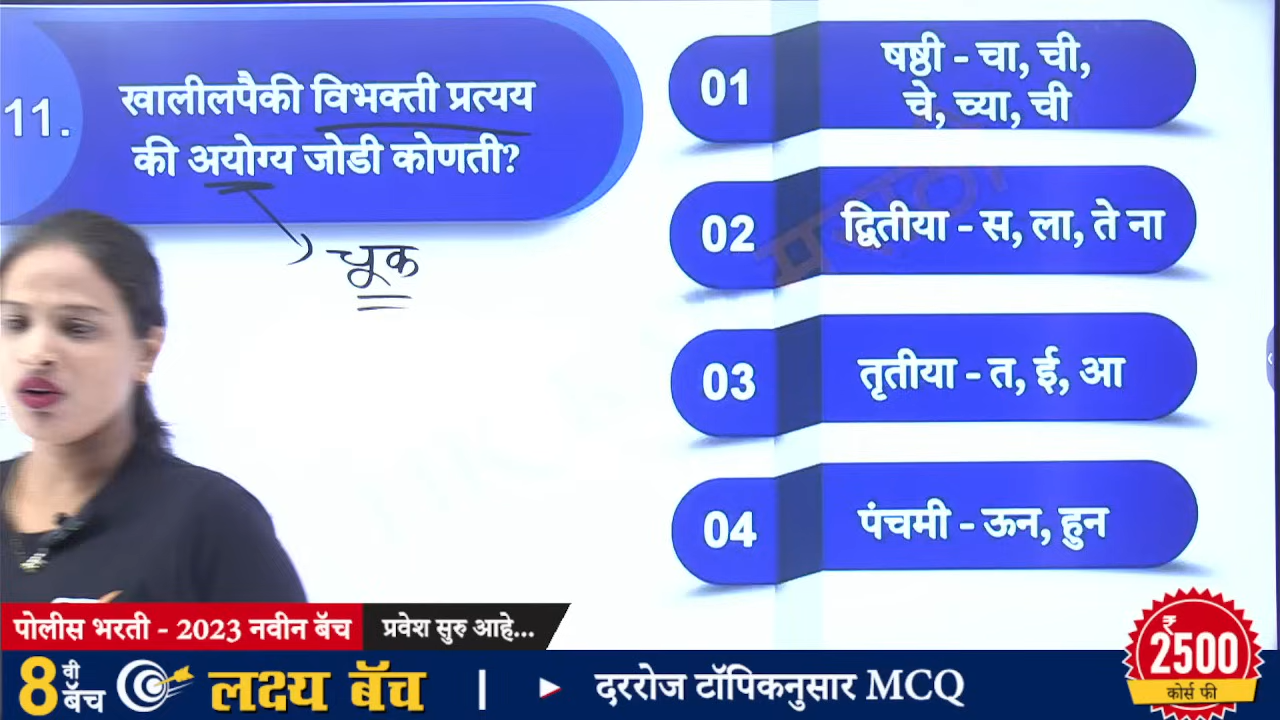 11.
खालीलपैकी विभक्ती प्रत्यय
की अयोग्य जोडी कोणती?
चूक
01
षष्ठी - चा, ची,
चे, च्या, ची
02
द्वितीया - स, ला, ते ना
03
तृतीया - त, ई, आ
04
पंचमी - ऊन, हुन
पोलीस भरती - 2023 नवीन बॅच
प्रवेश सुरु आहे...
8 वी बॅच
लक्ष्य बॅच | दररोज टॉपिकनुसार MCQ
₹
2500
कोर्स फी